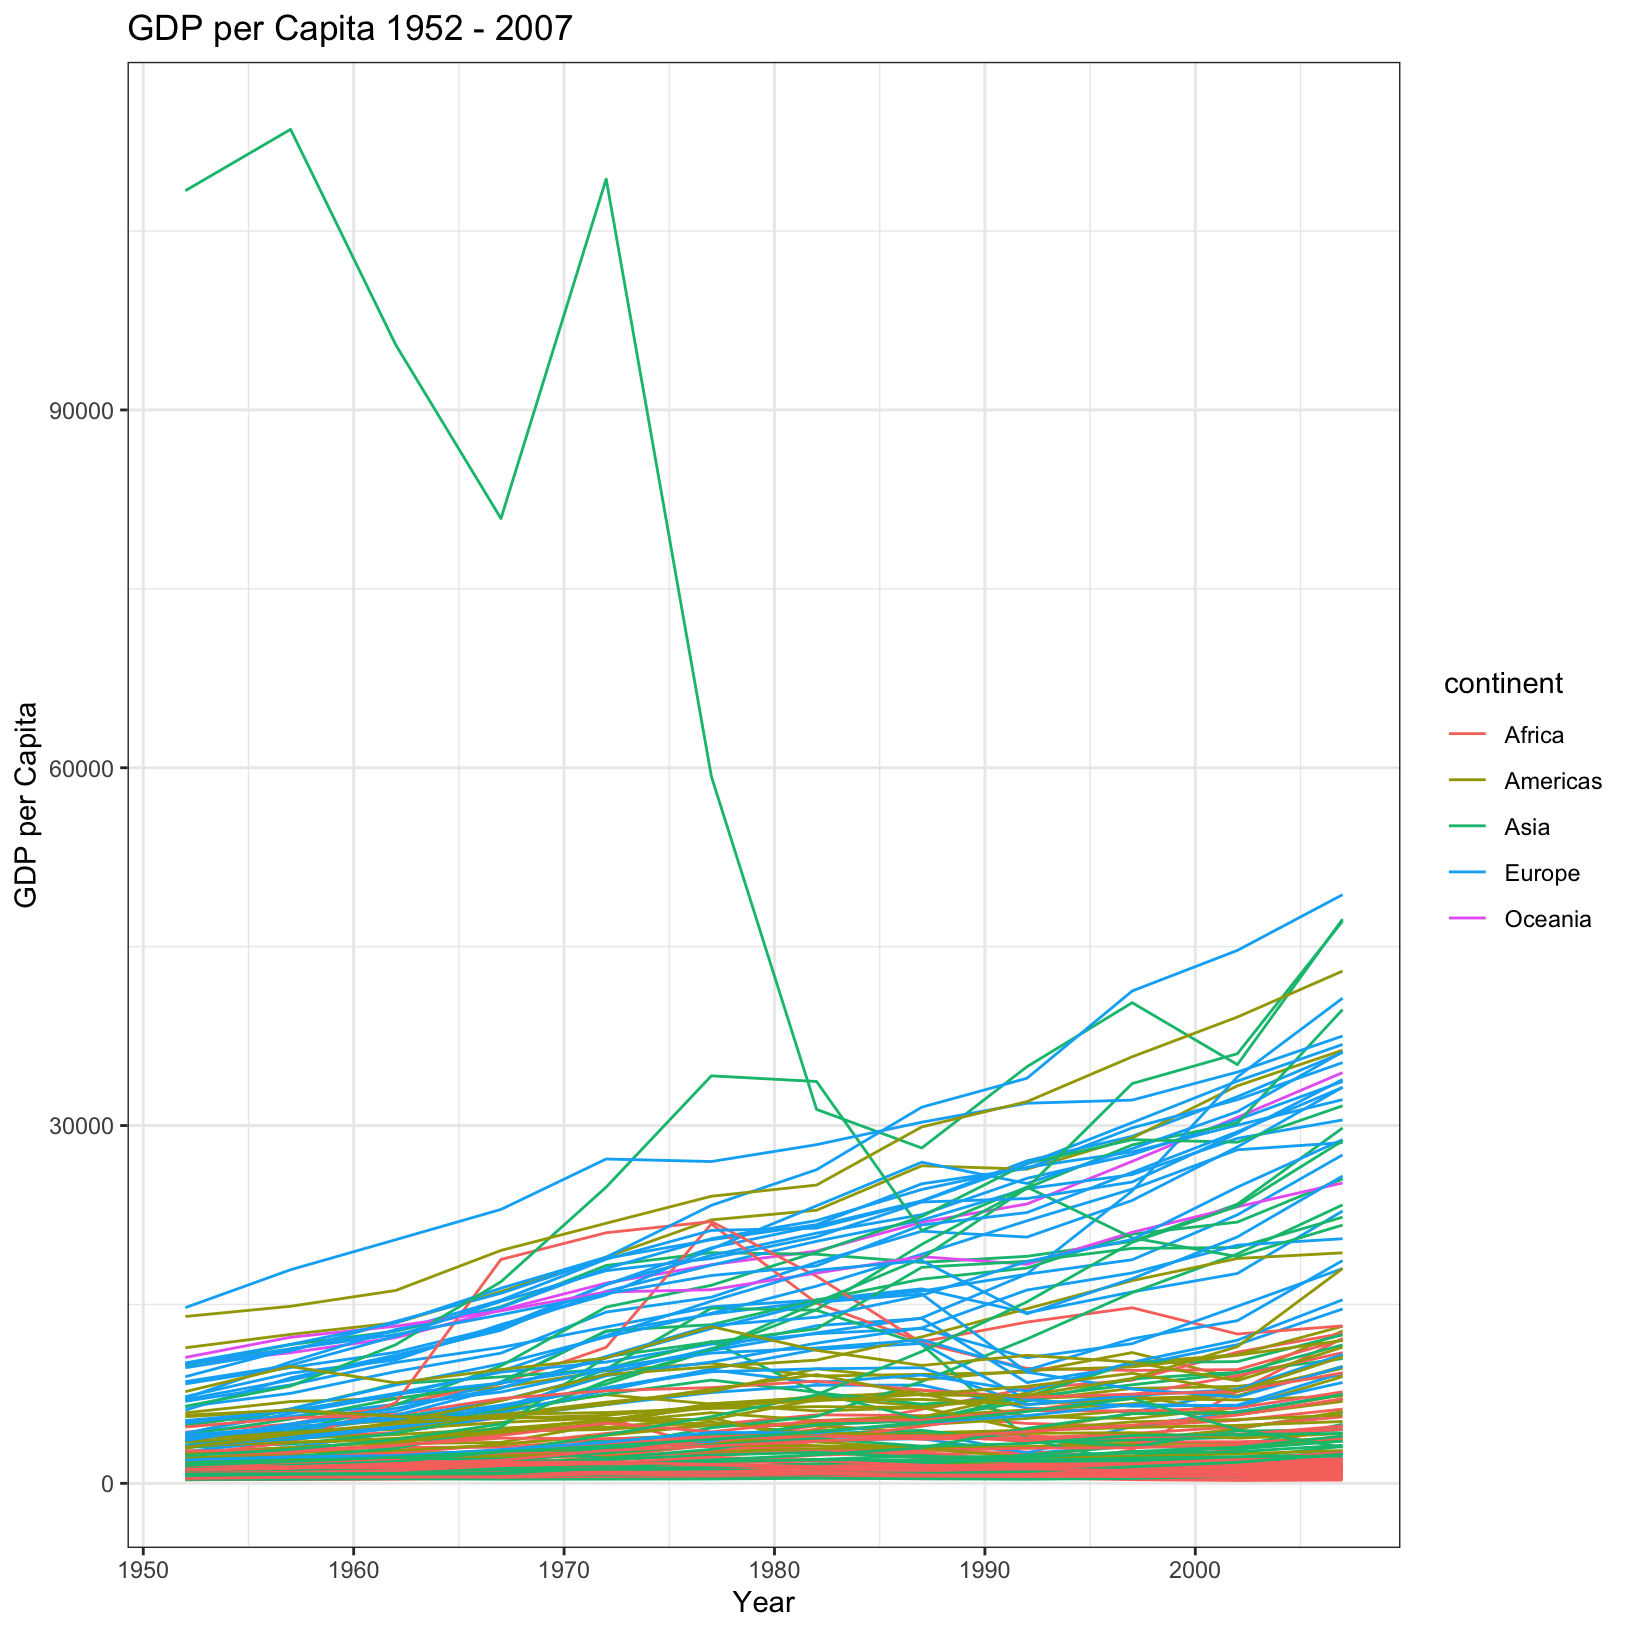 GDP per Capita 1952 - 2007
GDP per Capita
90000
60000
30000
0
1950 1960 1970 1980 1990 2000
Year
continent
Africa
Americas
Asia
Europe
Oceania